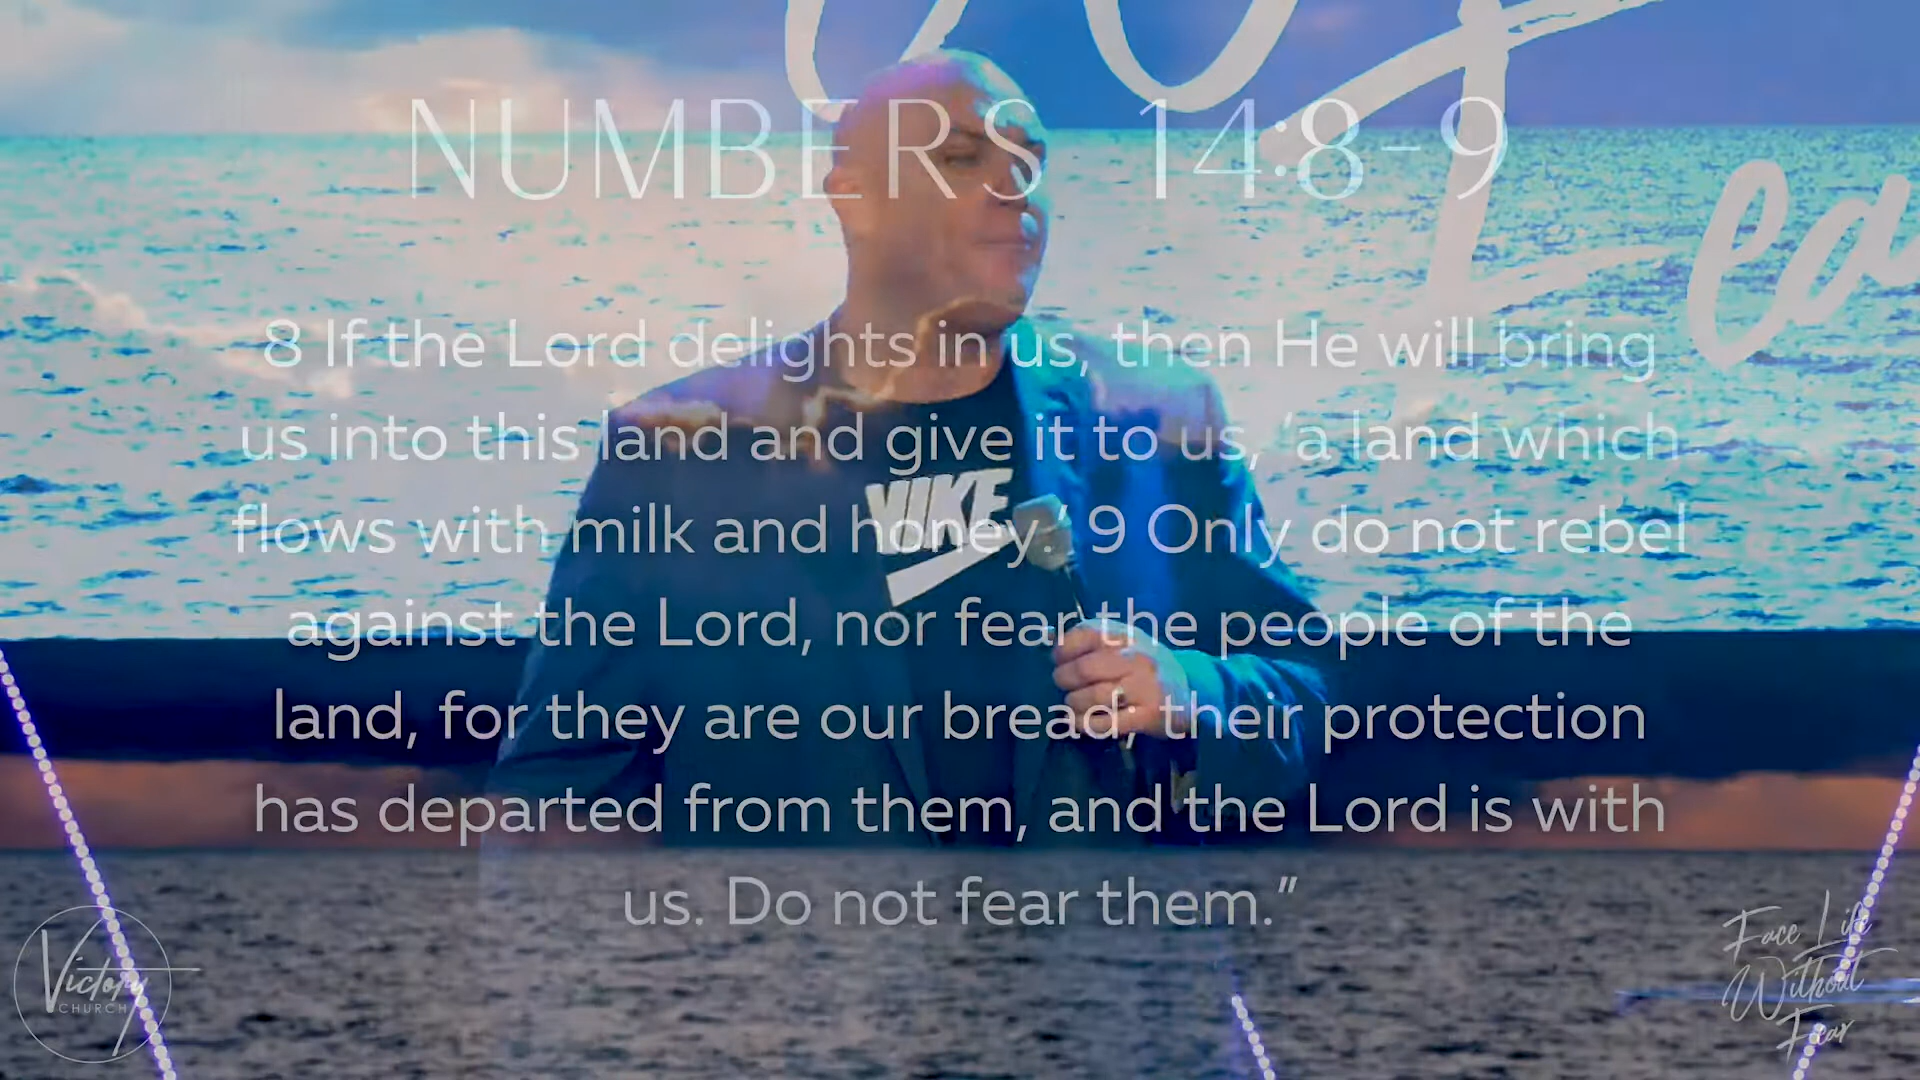 NUMBERS 14:8-9
8 If the Lord delights in us, then He will bring
us into this land and give it to us, ‘a land which
flows with milk and honey.’ 9 Only do not rebel
against the Lord, nor fear the people of the
land, for they are our bread; their protection
has departed from them, and the Lord is with
us. Do not fear them.”
NIKE
Victory
CHURCH
Face Life
Without
Fear